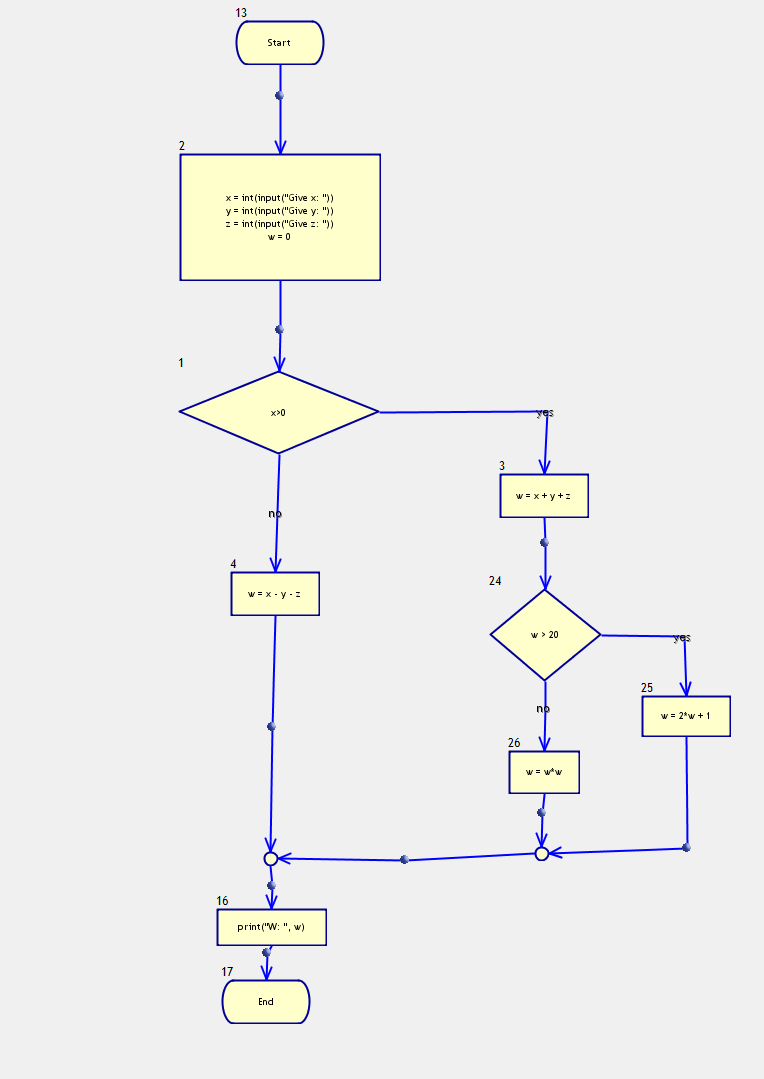 13
Start
2
x = int(input("Give x: "))
y = int(input("Give y: "))
z = int(input("Give z: "))
w = 0
1
x>0
yes
3
w = x + y + z
no
4
w = x - y - z
24
w > 20
yes
25
w = 2*w + 1
no
26
w = w*w
16
print("W: ", w)
17
End